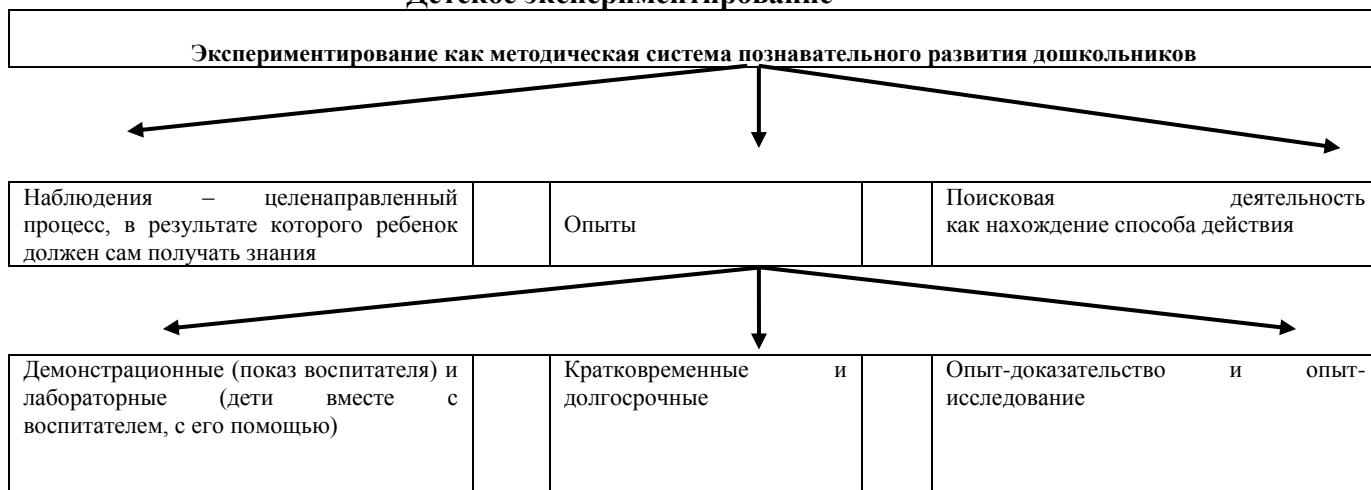 Детское экспериментирование
Экспериментирование как методическая система познавательного развития дошкольников
Наблюдения – целенаправленный
процесс, в результате которого ребенок
должен сам получать знания
Опыты
Поисковая деятельность
как нахождение способа действия
Демонстрационные (показ воспитателя) и
лабораторные (дети вместе с
воспитателем, с его помощью)
Кратковременные и
долгосрочные
Опыт-доказательство и опыт-
исследование